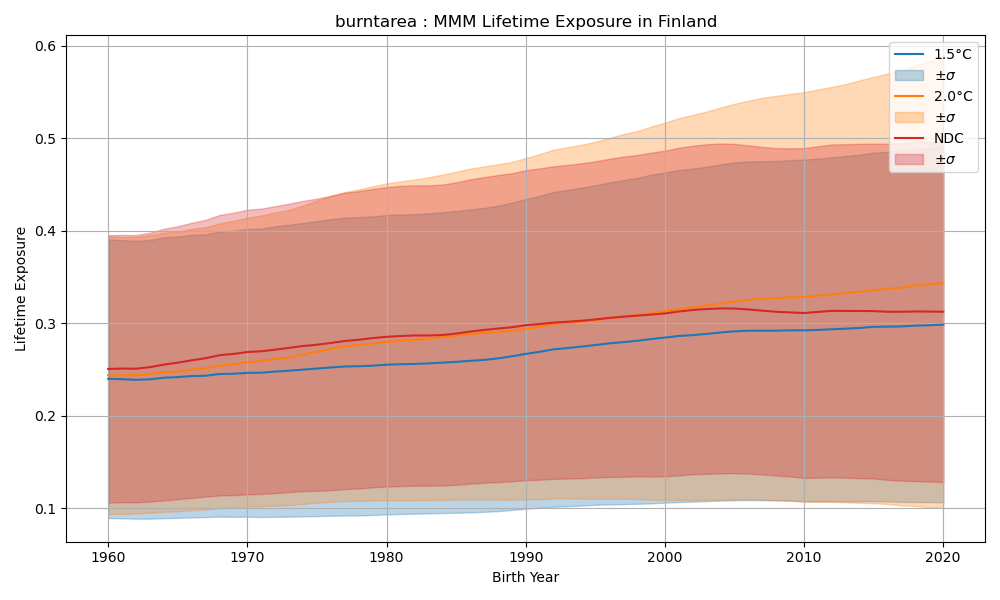 burntarea : MMM Lifetime Exposure in Finland
Lifetime Exposure
0.6
0.5
0.4
0.3
0.2
0.1
1960 1970 1980 1990 2000 2010 2020
Birth Year
1.5°C
±σ
2.0°C
±σ
NDC
±σ